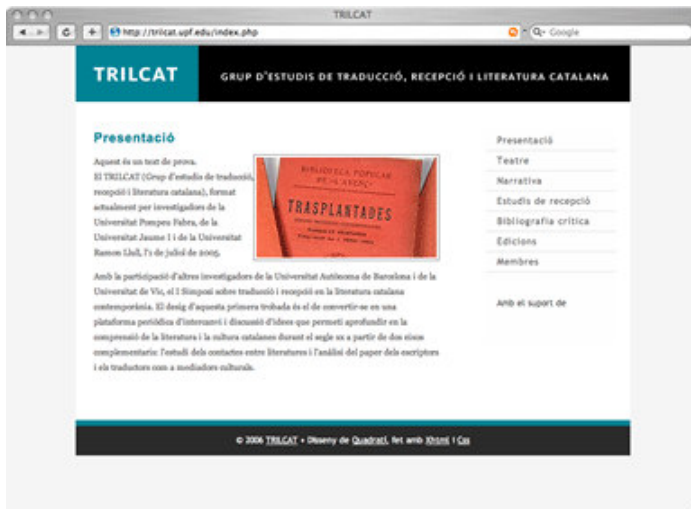 TRILCAT
http://trilcat.upf.edu/index.php
Google
TRILCAT
GRUP D'ESTUDIS DE TRADUCCIÓ, RECEPCIÓ I LITERATURA CATALANA
Presentació
Aquest és un text de prova.
El TRILCAT (Grup d'estudis de traducció,
recepció i literatura catalana), format
actualment per investigadors de la
Universitat Pompeu Fabra, de la
Universitat Jaume I i de la Universitat
Ramon Llull, l'1 de juliol de 2005.
BIBLIOTECA POPULAR
DE «L'AVENÇ»
TRASPLANTADES
Amb la participació d'altres investigadors de la Universitat Autònoma de Barcelona i de la
Universitat de Vic, el I Simposi sobre traducció i recepció en la literatura catalana
contemporània. El desig d'aquesta primera trobada és el de convertir-se en una
plataforma periòdica d'intercanvi i discussió d'idees que permeti aprofundir en la
comprensió de la literatura i la cultura catalanes durant el segle xx a partir de dos eixos
complementaris: l'estudi dels contactes entre literatures i l'anàlisi del paper dels escriptors
i els traductors com a mediadors culturals.
Presentació
Teatre
Narrativa
Estudis de recepció
Bibliografia crítica
Edicions
Membres
Amb el suport de
© 2006 TRILCAT • Disseny de Quadratí, fet amb Xhtml i Css